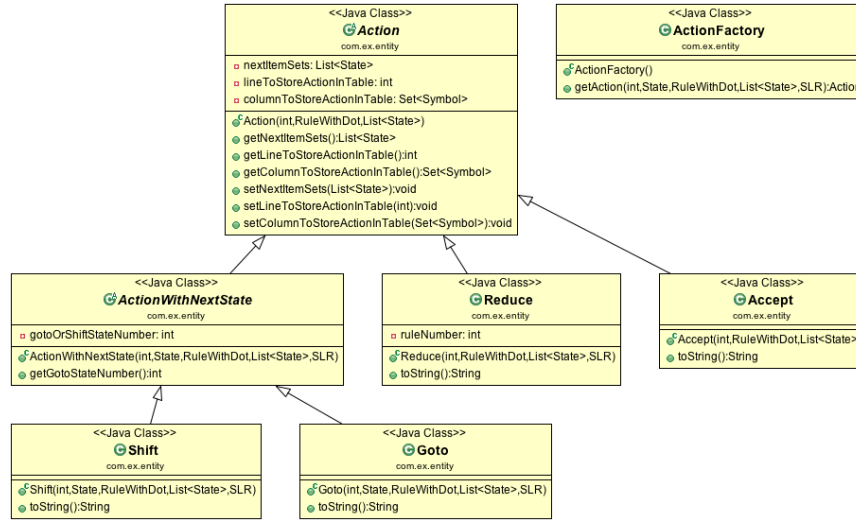 <<Java Class>>
Action
com.ex.entity
nextItemSets: List<State>
lineToStoreActionInTable: int
columnToStoreActionInTable: Set<Symbol>
Action(int,RuleWithDot,List<State>)
getNextItemSets():List<State>
getLineToStoreActionInTable():int
getColumnToStoreActionInTable():Set<Symbol>
setNextItemSets(List<State>):void
setLineToStoreActionInTable(int):void
setColumnToStoreActionInTable(Set<Symbol>):void
<<Java Class>>
ActionFactory
com.ex.entity
ActionFactory()
getAction(int,State,RuleWithDot,List<State>,SLR):Action
<<Java Class>>
ActionWithNextState
com.ex.entity
gotoOrShiftStateNumber: int
ActionWithNextState(int,State,RuleWithDot,List<State>,SLR)
getGotoStateNumber():int
<<Java Class>>
Reduce
com.ex.entity
ruleNumber: int
Reduce(int,RuleWithDot,List<State>,SLR)
toString():String
<<Java Class>>
Accept
com.ex.entity
Accept(int,RuleWithDot,List<State>
toString():String
<<Java Class>>
Shift
com.ex.entity
Shift(int,State,RuleWithDot,List<State>,SLR)
toString():String
<<Java Class>>
Goto
com.ex.entity
Goto(int,State,RuleWithDot,List<State>,SLR)
toString():String